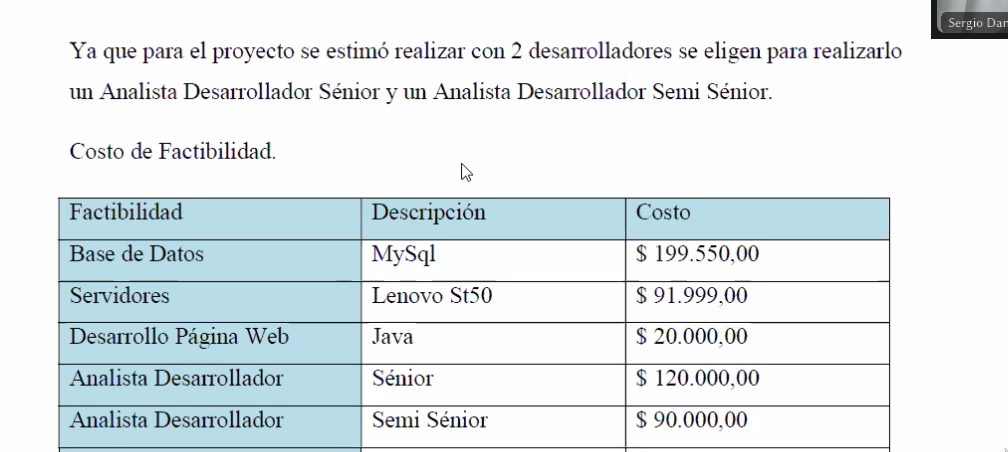 Sergio Dan
Ya que para el proyecto se estimó realizar con 2 desarrolladores se eligen para realizarlo
un Analista Desarrollador Sénior y un Analista Desarrollador Semi Sénior.
Costo de Factibilidad.
Factibilidad Descripción Costo
Base de Datos MySql $ 199.550,00
Servidores Lenovo St50 $ 91.999,00
Desarrollo Página Web Java $ 20.000,00
Analista Desarrollador Sénior $ 120.000,00
Analista Desarrollador Semi Sénior $ 90.000,00